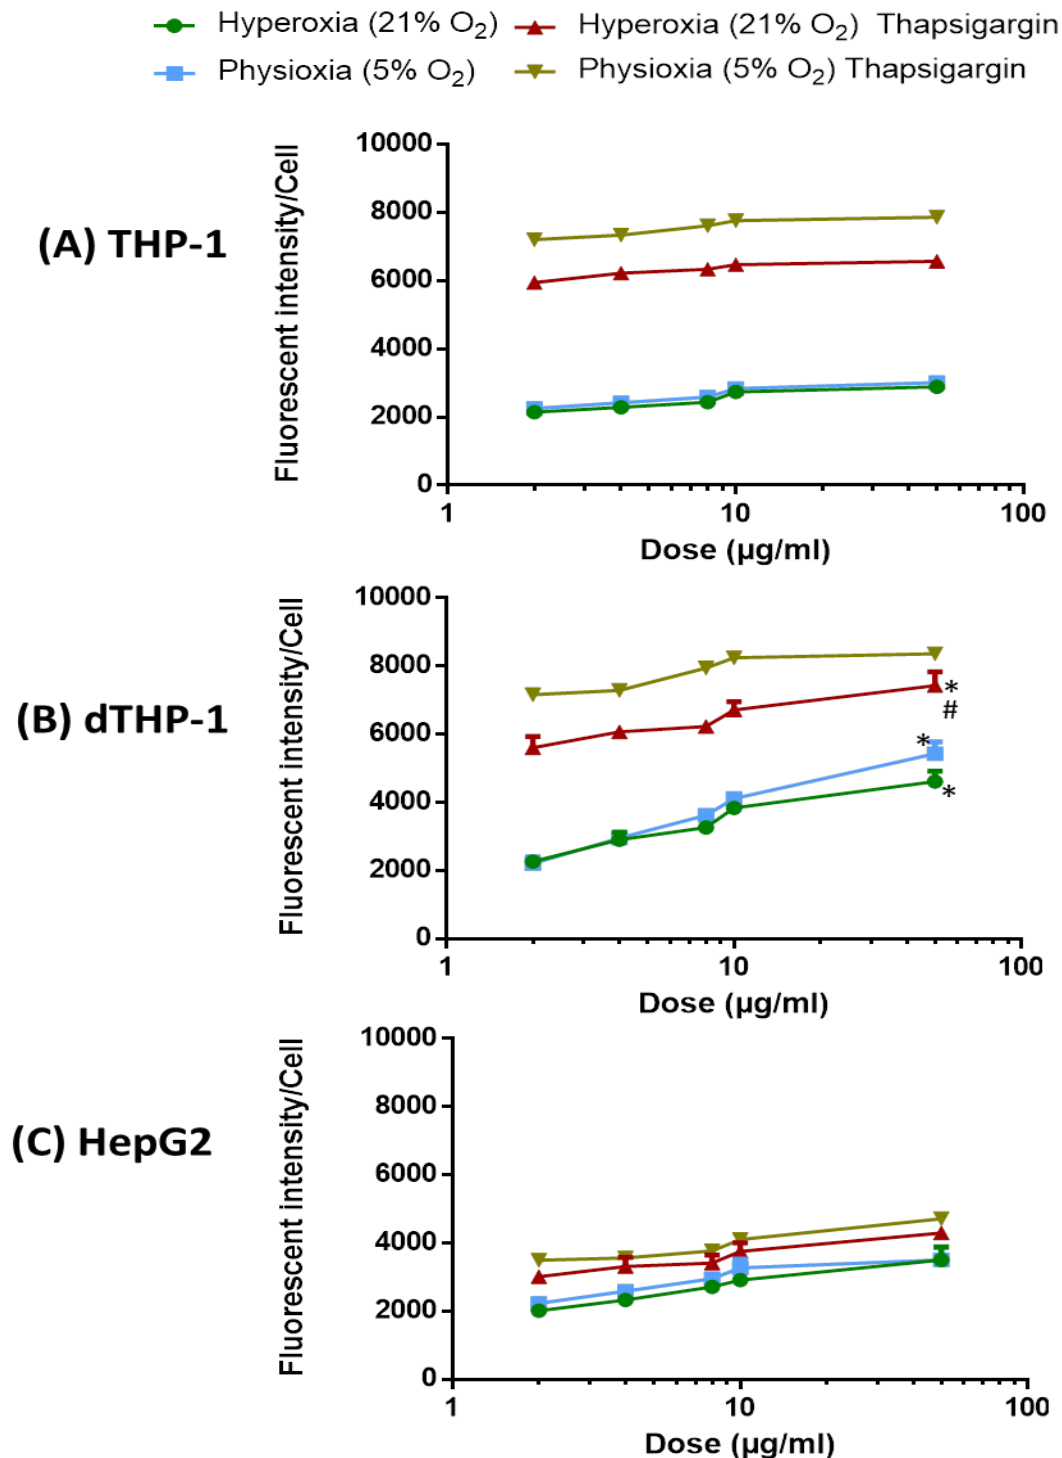 Hyperoxia (21% O₂) Hyperoxia (21% O₂) Thapsigargin
Physioxia (5% O₂) Physioxia (5% O₂) Thapsigargin
(A) THP-1
Fluorescent intensity/Cell
10000
8000
6000
4000
2000
0
1 10 100
Dose (µg/ml)
(B) dTHP-1
Fluorescent intensity/Cell
10000
8000
6000
4000
2000
0
*
#
*
*
1 10 100
Dose (µg/ml)
(C) HepG2
Fluorescent intensity/Cell
10000
8000
6000
4000
2000
0
1 10 100
Dose (µg/ml)